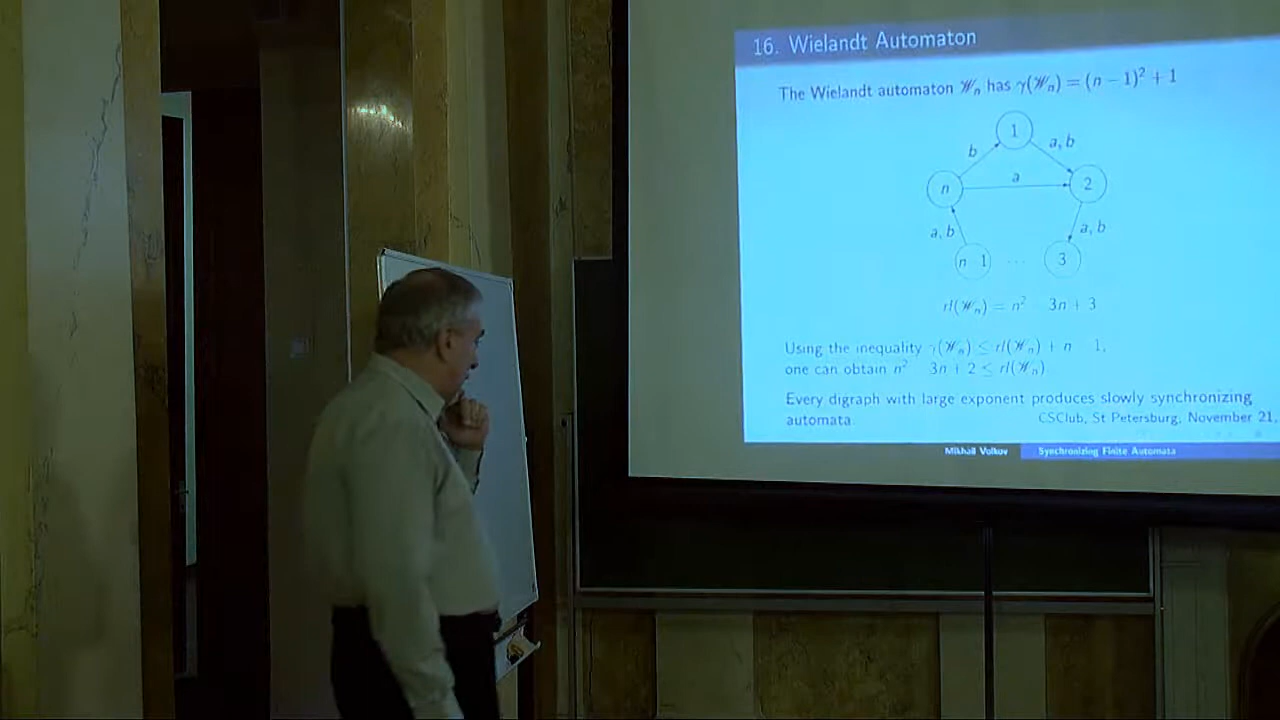 16. Wielandt Automaton
The Wielandt automaton 𝒲ₙ has γ(𝒲ₙ) = (n − 1)² + 1
1
b
a, b
n
a
2
a, b
a, b
n 1
. . .
3
rl(𝒲ₙ) = n² 3n + 3
Using the inequality γ(𝒲ₙ) ≤ rl(𝒲ₙ) + n 1,
one can obtain n² 3n + 2 ≤ rl(𝒲ₙ)
Every digraph with large exponent produces slowly synchronizing
automata.
CSClub, St Petersburg, November 21,
Mikhail Volkov Synchronizing Finite Automata